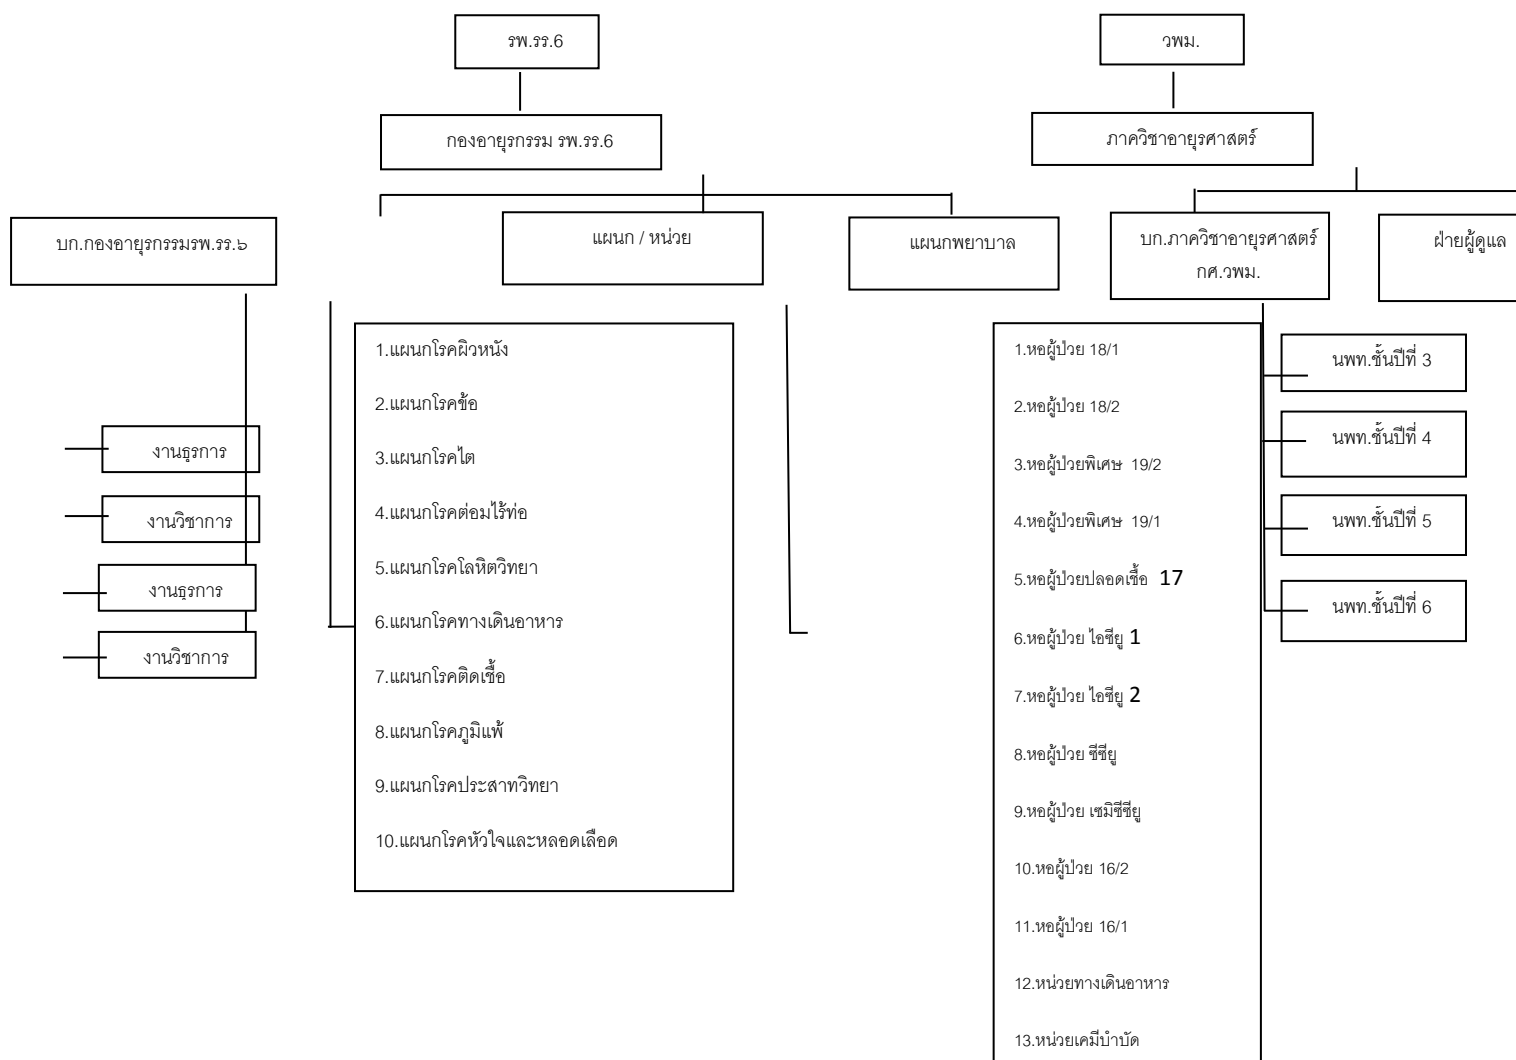 รพ.รร.6
วพม.
กองอายุรกรรม รพ.รร.6
ภาควิชาอายุรศาสตร์
บก.กองอายุรกรรมรพ.รร.๖
แผนก / หน่วย
แผนกพยาบาล
บก.ภาควิชาอายุรศาสตร์
กศ.วพม.
ฝ่ายผู้ดูแล
งานธุรการ
งานวิชาการ
งานธุรการ
งานวิชาการ
1.แผนกโรคผิวหนัง
2.แผนกโรคข้อ
3.แผนกโรคไต
4.แผนกโรคต่อมไร้ท่อ
5.แผนกโรคโลหิตวิทยา
6.แผนกโรคทางเดินอาหาร
7.แผนกโรคติดเชื้อ
8.แผนกโรคภูมิแพ้
9.แผนกโรคประสาทวิทยา
10.แผนกโรคหัวใจและหลอดเลือด
1.หอผู้ป่วย 18/1
2.หอผู้ป่วย 18/2
3.หอผู้ป่วยพิเศษ 19/2
4.หอผู้ป่วยพิเศษ 19/1
5.หอผู้ป่วยปลอดเชื้อ 17
6.หอผู้ป่วย ไอซียู 1
7.หอผู้ป่วย ไอซียู 2
8.หอผู้ป่วย ซีซียู
9.หอผู้ป่วย เซมิซีซียู
10.หอผู้ป่วย 16/2
11.หอผู้ป่วย 16/1
12.หน่วยทางเดินอาหาร
13.หน่วยเคมีบำบัด
นพท.ชั้นปีที่ 3
นพท.ชั้นปีที่ 4
นพท.ชั้นปีที่ 5
นพท.ชั้นปีที่ 6